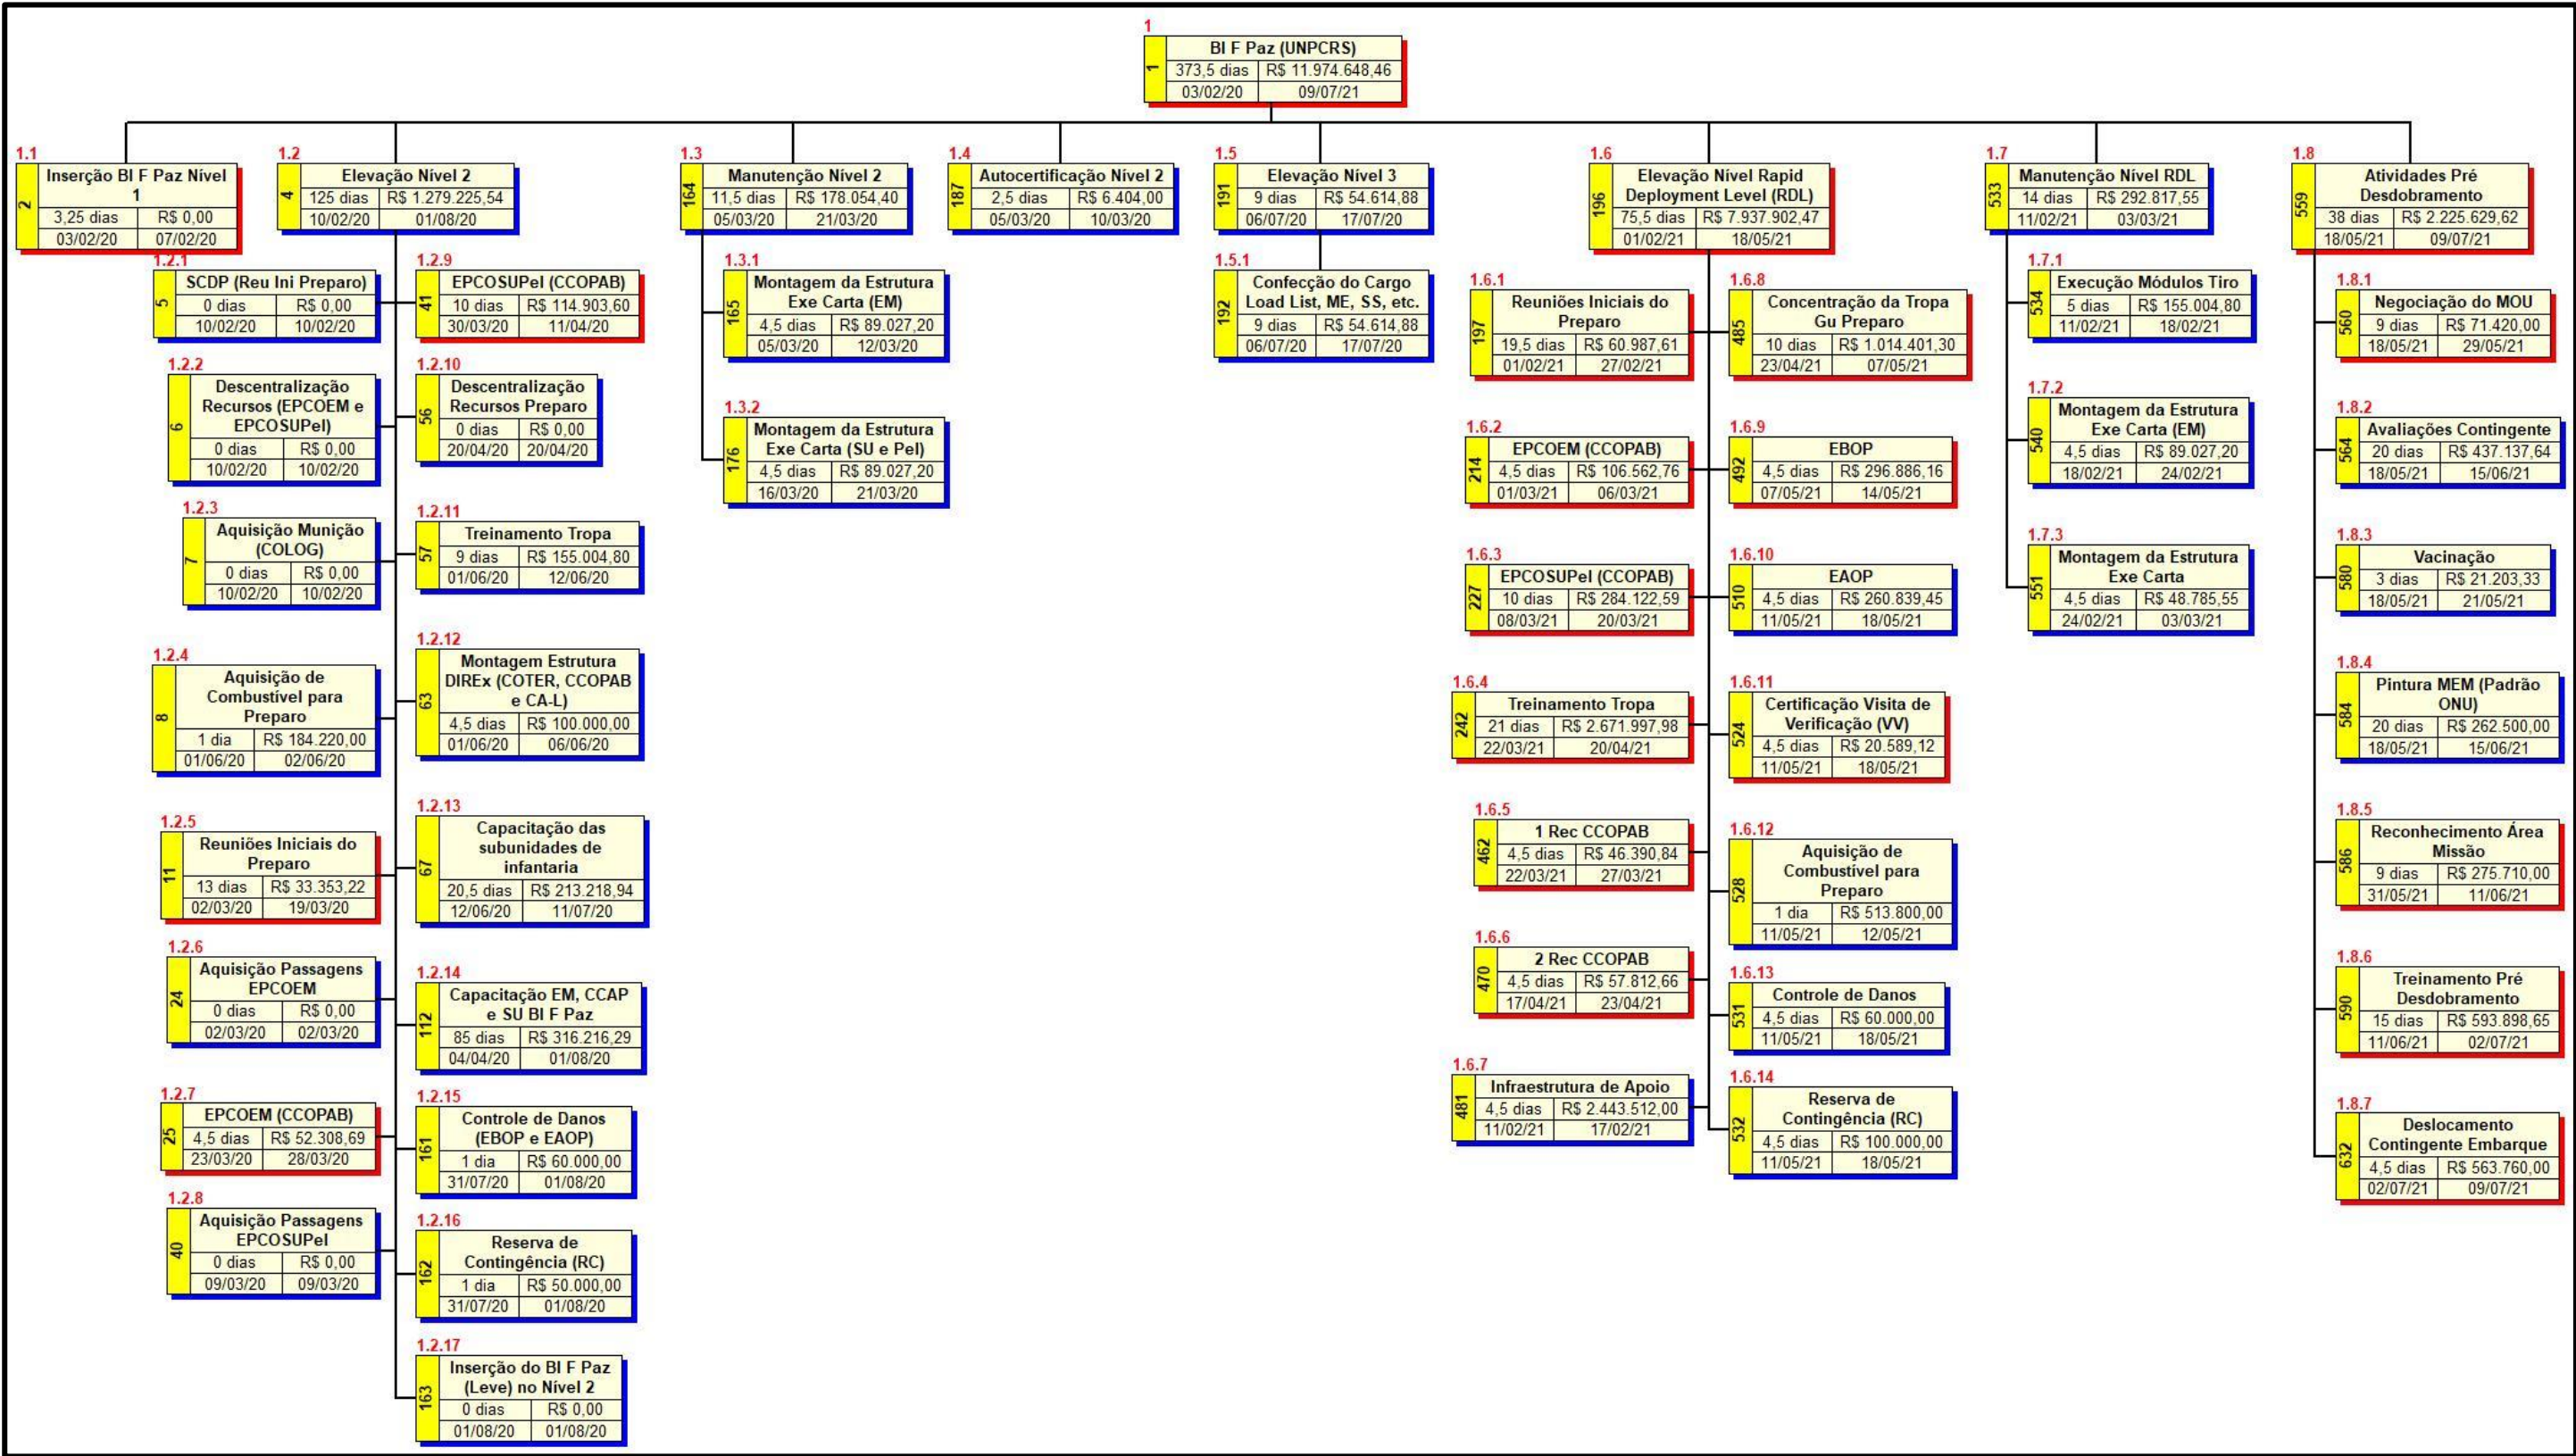 1
BI F Paz (UNPCRS)
1
373,5 dias R$ 11.974.648,46
03/02/20 09/07/21
1.1
Inserção BI F Paz Nível
1
2
3,25 dias R$ 0,00
03/02/20 07/02/20
1.2
Elevação Nível 2
4
125 dias R$ 1.279.225,54
10/02/20 01/08/20
1.3
Manutenção Nível 2
164
11,5 dias R$ 178.054,40
05/03/20 21/03/20
1.4
Autocertificação Nível 2
187
2,5 dias R$ 6.404,00
05/03/20 10/03/20
1.5
Elevação Nível 3
191
9 dias R$ 54.614,88
06/07/20 17/07/20
1.6
Elevação Nível Rapid
Deployment Level (RDL)
196
75,5 dias R$ 7.937.902,47
01/02/21 18/05/21
1.7
Manutenção Nível RDL
533
14 dias R$ 292.817,55
11/02/21 03/03/21
1.8
Atividades Pré
Desdobramento
559
38 dias R$ 2.225.629,62
18/05/21 09/07/21
1.2.1
SCDP (Reu Ini Preparo)
5
0 dias R$ 0,00
10/02/20 10/02/20
1.2.2
Descentralização
Recursos (EPCOEM e
EPCOSUPel)
6
0 dias R$ 0,00
10/02/20 10/02/20
1.2.3
Aquisição Munição
(COLOG)
7
0 dias R$ 0,00
10/02/20 10/02/20
1.2.4
Aquisição de
Combustível para
Preparo
8
1 dia R$ 184.220,00
01/06/20 02/06/20
1.2.5
Reuniões Iniciais do
Preparo
11
13 dias R$ 33.353,22
02/03/20 19/03/20
1.2.6
Aquisição Passagens
EPCOEM
24
0 dias R$ 0,00
02/03/20 02/03/20
1.2.7
EPCOEM (CCOPAB)
25
4,5 dias R$ 52.308,69
23/03/20 28/03/20
1.2.8
Aquisição Passagens
EPCOSUPel
40
0 dias R$ 0,00
09/03/20 09/03/20
1.2.9
EPCOSUPel (CCOPAB)
41
10 dias R$ 114.903,60
30/03/20 11/04/20
1.2.10
Descentralização
Recursos Preparo
56
0 dias R$ 0,00
20/04/20 20/04/20
1.2.11
Treinamento Tropa
57
9 dias R$ 155.004,80
01/06/20 12/06/20
1.2.12
Montagem Estrutura
DIREx (COTER, CCOPAB
e CA-L)
63
4,5 dias R$ 100.000,00
01/06/20 06/06/20
1.2.13
Capacitação das
subunidades de
infantaria
67
20,5 dias R$ 213.218,94
12/06/20 11/07/20
1.2.14
Capacitação EM, CCAP
e SU BI F Paz
112
85 dias R$ 316.216,29
04/04/20 01/08/20
1.2.15
Controle de Danos
(EBOP e EAOP)
161
1 dia R$ 60.000,00
31/07/20 01/08/20
1.2.16
Reserva de
Contingência (RC)
162
1 dia R$ 50.000,00
31/07/20 01/08/20
1.2.17
Inserção do BI F Paz
(Leve) no Nível 2
163
0 dias R$ 0,00
01/08/20 01/08/20
1.3.1
Montagem da Estrutura
Exe Carta (EM)
165
4,5 dias R$ 89.027,20
05/03/20 12/03/20
1.3.2
Montagem da Estrutura
Exe Carta (SU e Pel)
176
4,5 dias R$ 89.027,20
16/03/20 21/03/20
1.5.1
Confecção do Cargo
Load List, ME, SS, etc.
192
9 dias R$ 54.614,88
06/07/20 17/07/20
1.6.1
Reuniões Iniciais do
Preparo
197
19,5 dias R$ 60.987,61
01/02/21 27/02/21
1.6.2
EPCOEM (CCOPAB)
214
4,5 dias R$ 106.562,76
01/03/21 06/03/21
1.6.3
EPCOSUPel (CCOPAB)
227
10 dias R$ 284.122,59
08/03/21 20/03/21
1.6.4
Treinamento Tropa
242
21 dias R$ 2.671.997,98
22/03/21 20/04/21
1.6.5
1 Rec CCOPAB
462
4,5 dias R$ 46.390,84
22/03/21 27/03/21
1.6.6
2 Rec CCOPAB
470
4,5 dias R$ 57.812,66
17/04/21 23/04/21
1.6.7
Infraestrutura de Apoio
481
4,5 dias R$ 2.443.512,00
11/02/21 17/02/21
1.6.8
Concentração da Tropa
Gu Preparo
485
10 dias R$ 1.014.401,30
23/04/21 07/05/21
1.6.9
EBOP
492
4,5 dias R$ 296.886,16
07/05/21 14/05/21
1.6.10
EAOP
510
4,5 dias R$ 260.839,45
11/05/21 18/05/21
1.6.11
Certificação Visita de
Verificação (VV)
524
4,5 dias R$ 20.589,12
11/05/21 18/05/21
1.6.12
Aquisição de
Combustível para
Preparo
528
1 dia R$ 513.800,00
11/05/21 12/05/21
1.6.13
Controle de Danos
531
4,5 dias R$ 60.000,00
11/05/21 18/05/21
1.6.14
Reserva de
Contingência (RC)
532
4,5 dias R$ 100.000,00
11/05/21 18/05/21
1.7.1
Execução Módulos Tiro
534
5 dias R$ 155.004,80
11/02/21 18/02/21
1.7.2
Montagem da Estrutura
Exe Carta (EM)
540
4,5 dias R$ 89.027,20
18/02/21 24/02/21
1.7.3
Montagem da Estrutura
Exe Carta
551
4,5 dias R$ 48.785,55
24/02/21 03/03/21
1.8.1
Negociação do MOU
560
9 dias R$ 71.420,00
18/05/21 29/05/21
1.8.2
Avaliações Contingente
564
20 dias R$ 437.137,64
18/05/21 15/06/21
1.8.3
Vacinação
580
3 dias R$ 21.203,33
18/05/21 21/05/21
1.8.4
Pintura MEM (Padrão
ONU)
584
20 dias R$ 262.500,00
18/05/21 15/06/21
1.8.5
Reconhecimento Área
Missão
586
9 dias R$ 275.710,00
31/05/21 11/06/21
1.8.6
Treinamento Pré
Desdobramento
590
15 dias R$ 593.898,65
11/06/21 02/07/21
1.8.7
Deslocamento
Contingente Embarque
632
4,5 dias R$ 563.760,00
02/07/21 09/07/21